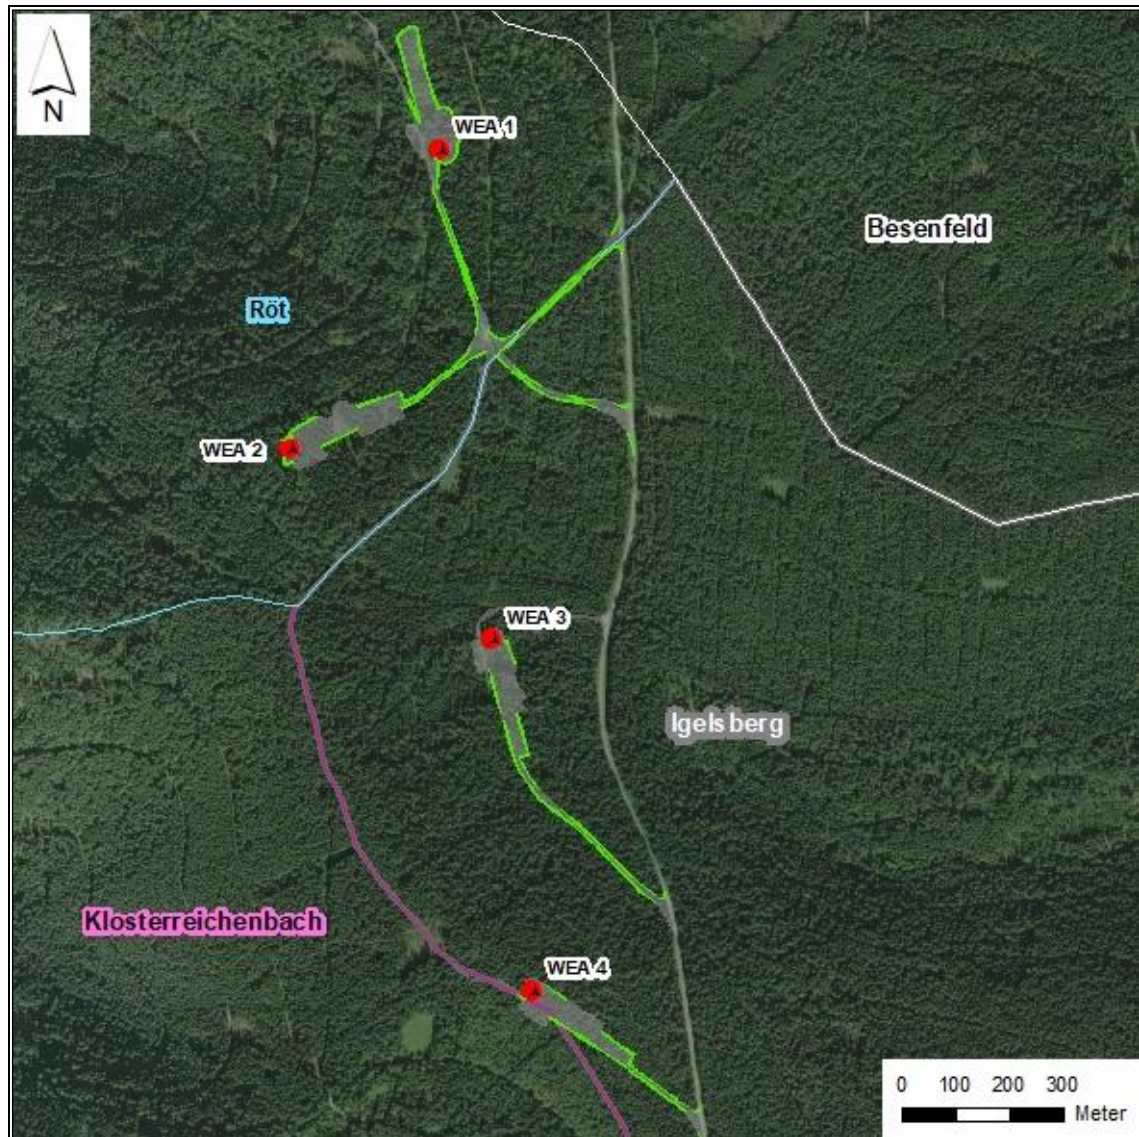 N
WEA 1
Besenfeld
Röt
WEA 2
WEA 3
Igelsberg
Klosterreichenbach
WEA 4
0 100 200 300
Meter